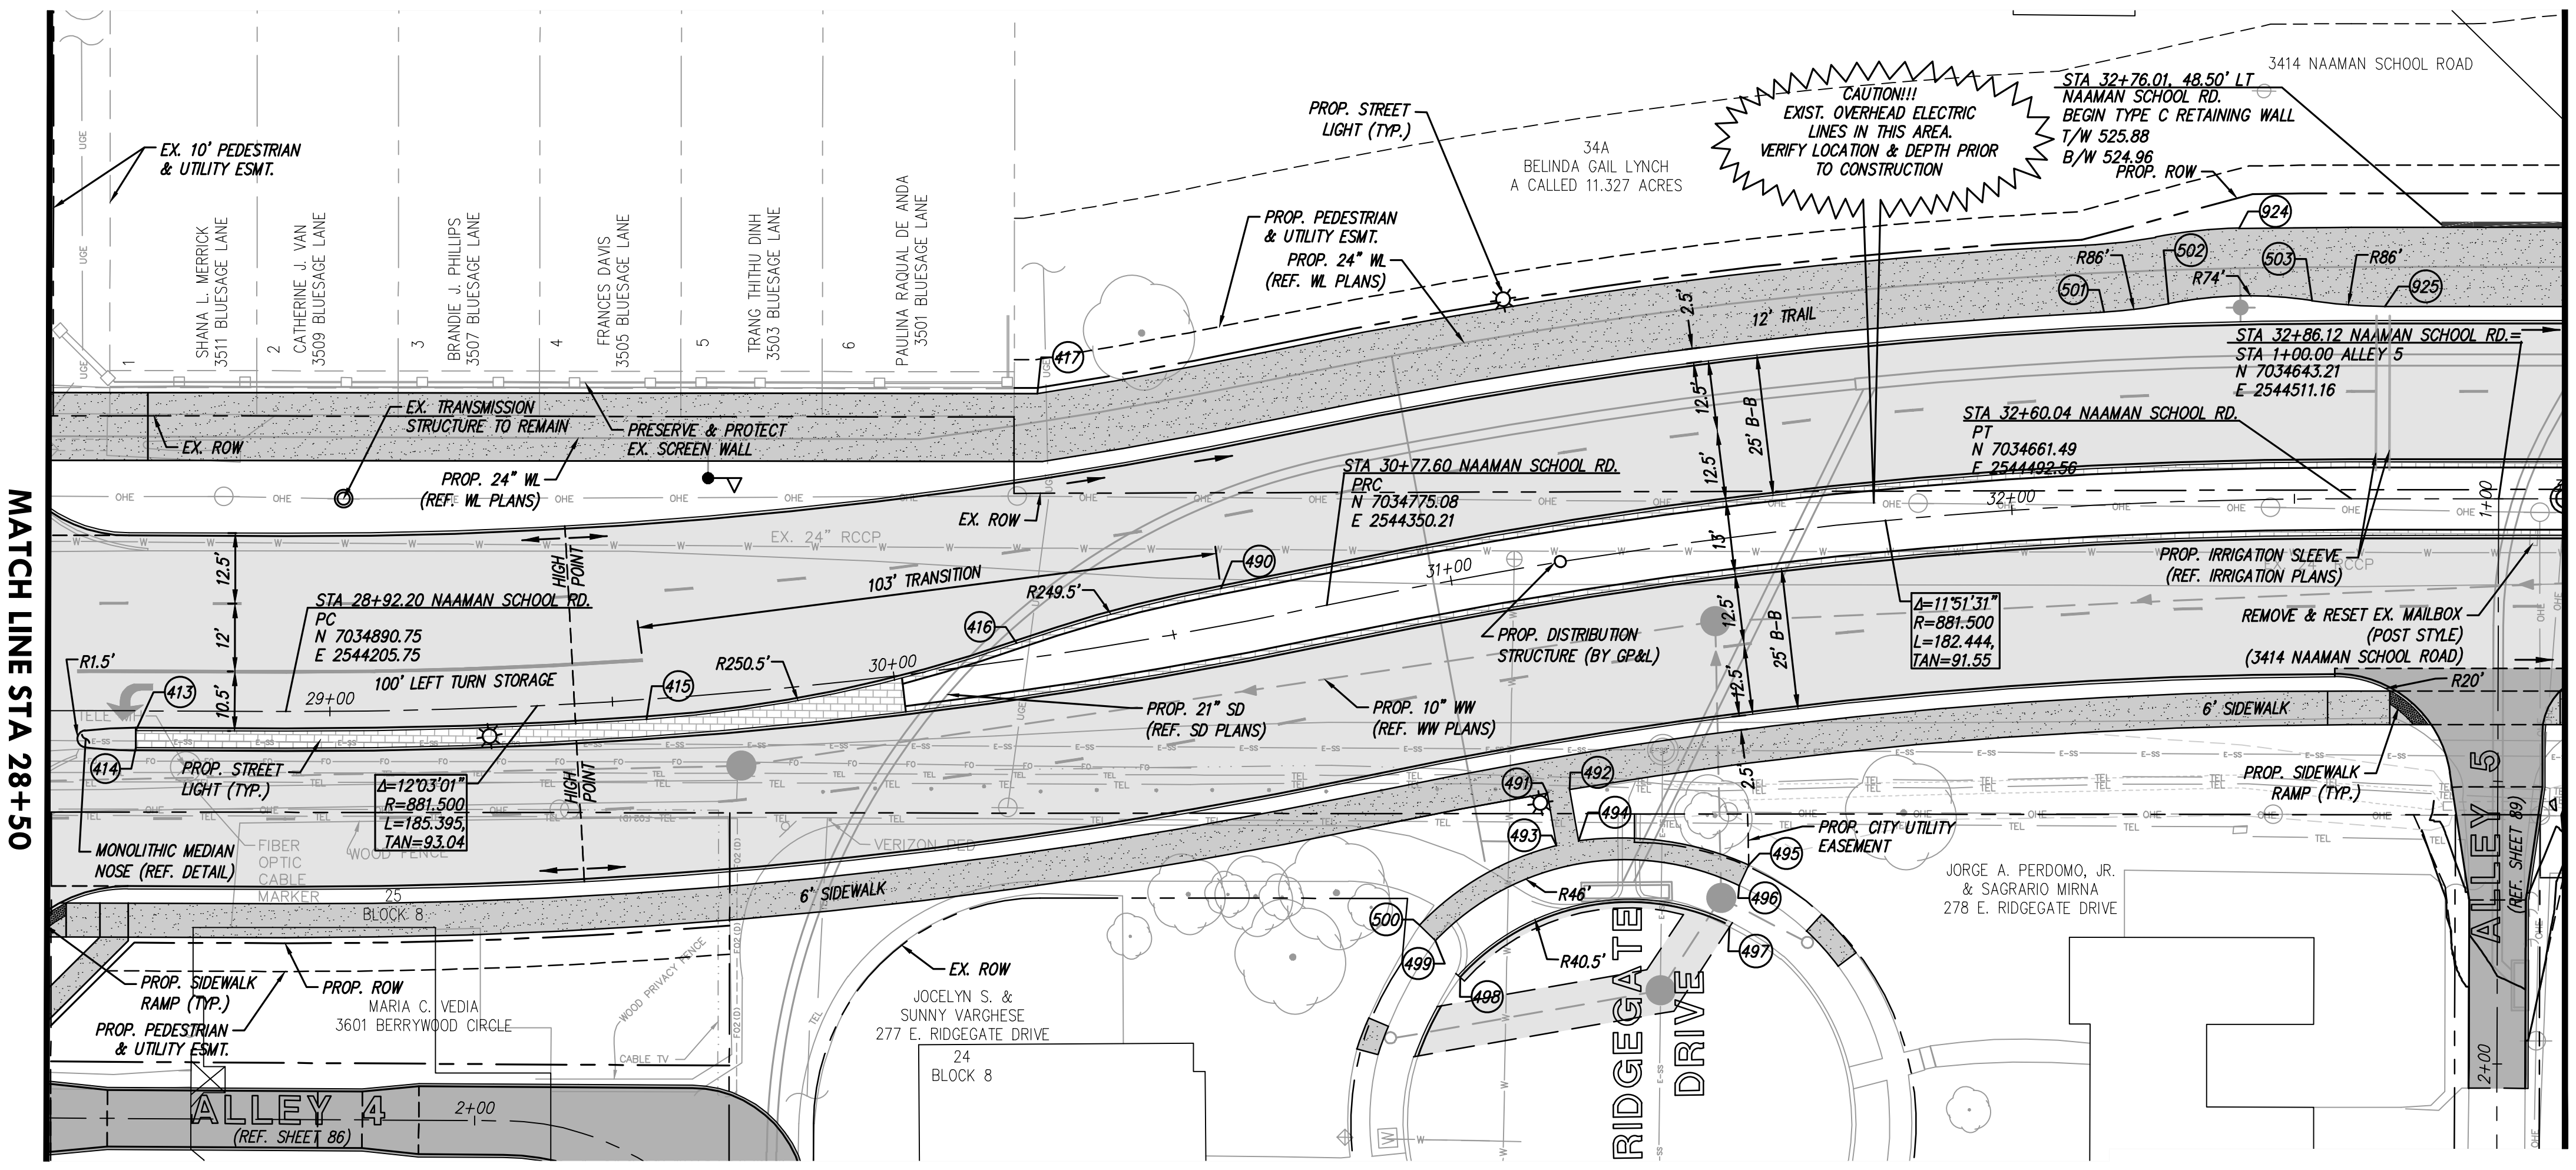 MATCH LINE STA 28+50
UGE
UGE
UGE
EX. 10' PEDESTRIAN
& UTILITY ESMT.
1
SHANA L. MERRICK
3511 BLUESAGE LANE
2
CATHERINE J. VAN
3509 BLUESAGE LANE
3
BRANDIE J. PHILLIPS
3507 BLUESAGE LANE
4
FRANCES DAVIS
3505 BLUESAGE LANE
5
TRANG THITHU DINH
3503 BLUESAGE LANE
6
PAULINA RAQUAL DE ANDA
3501 BLUESAGE LANE
417
PROP. STREET
LIGHT (TYP.)
PROP. PEDESTRIAN
& UTILITY ESMT.
PROP. 24" WL
(REF. WL PLANS)
34A
BELINDA GAIL LYNCH
A CALLED 11.327 ACRES
CAUTION!!!
EXIST. OVERHEAD ELECTRIC
LINES IN THIS AREA.
VERIFY LOCATION & DEPTH PRIOR
TO CONSTRUCTION
3414 NAAMAN SCHOOL ROAD
STA 32+76.01, 48.50' LT
NAAMAN SCHOOL RD.
BEGIN TYPE C RETAINING WALL
T/W 525.88
B/W 524.96
PROP. ROW
924
502
503
R86'
R74'
R86'
501
925
2.5'
12' TRAIL
STA 32+86.12 NAAMAN SCHOOL RD.=
STA 1+00.00 ALLEY 5
N 7034643.21
E 2544511.16
STA 32+60.04 NAAMAN SCHOOL RD.
PT
N 7034661.49
E 2544492.56
12.5'
12.5'
25' B-B
EX. ROW
EX. TRANSMISSION
STRUCTURE TO REMAIN
PRESERVE & PROTECT
EX. SCREEN WALL
PROP. 24" WL
(REF. WL PLANS)
OHE
OHE
OHE
OHE
OHE
EX. ROW
STA 30+77.60 NAAMAN SCHOOL RD.
PRC
N 7034775.08
E 2544350.21
32+00
1+00
EX. 24" RCCP
HIGH
POINT
103' TRANSITION
490
R249.5'
31+00
13'
PROP. IRRIGATION SLEEVE
(REF. IRRIGATION PLANS)
EX. 24" RCCP
12.5'
12'
10.5'
STA 28+92.20 NAAMAN SCHOOL RD.
PC
N 7034890.75
E 2544205.75
R1.5'
100' LEFT TURN STORAGE
29+00
413
415
R250.5'
30+00
416
PROP. DISTRIBUTION
STRUCTURE (BY GP&L)
12.5'
12.5'
25' B-B
Δ=11°51'31"
R=881.500
L=182.444,
TAN=91.55
REMOVE & RESET EX. MAILBOX
(POST STYLE)
(3414 NAAMAN SCHOOL ROAD)
R20'
6' SIDEWALK
PROP. 21" SD
(REF. SD PLANS)
PROP. 10" WW
(REF. WW PLANS)
414
PROP. STREET
LIGHT (TYP.)
Δ=12°03'01"
R=881.500
L=185.395,
TAN=93.04
HIGH
POINT
MONOLITHIC MEDIAN
NOSE (REF. DETAIL)
FIBER
OPTIC
CABLE
MARKER
WOOD FENCE
VERIZON PED
491
492
493
494
2.5'
PROP. CITY UTILITY
EASEMENT
495
496
497
PROP. SIDEWALK
RAMP (TYP.)
ALLEY 5
(REF. SHEET 89)
2+00
25
BLOCK 8
6' SIDEWALK
R46'
R40.5'
500
499
498
JORGE A. PERDOMO, JR.
& SAGRARIO MIRNA
278 E. RIDGEGATE DRIVE
PROP. SIDEWALK
RAMP (TYP.)
PROP. ROW
PROP. PEDESTRIAN
& UTILITY ESMT.
MARIA C. VEDIA
3601 BERRYWOOD CIRCLE
WOOD PRIVACY FENCE
CABLE TV
EX. ROW
JOCELYN S. &
SUNNY VARGHESE
277 E. RIDGEGATE DRIVE
24
BLOCK 8
RIDGEGATE
DRIVE
ALLEY 4
(REF. SHEET 86)
2+00